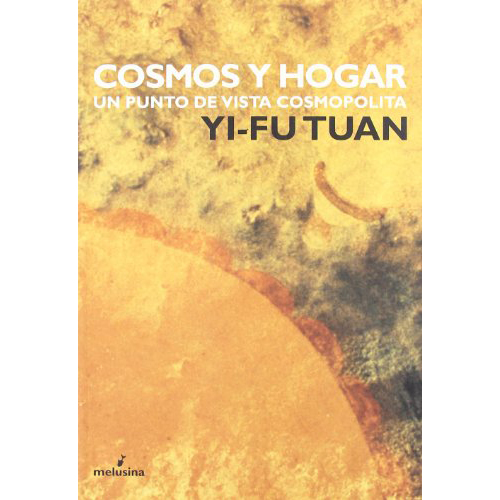 COSMOS Y HOGAR
UN PUNTO DE VISTA COSMOPOLITA
YI-FU TUAN
melusina